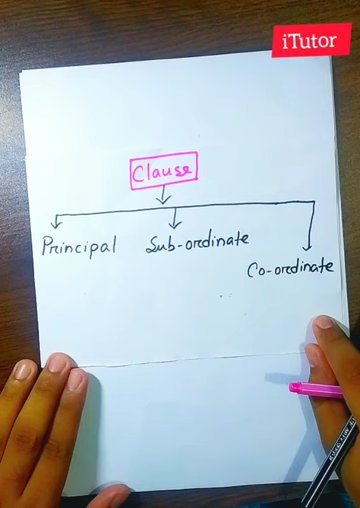 iTutor
Clause
Principal
Sub-ordinate
Co-ordinate